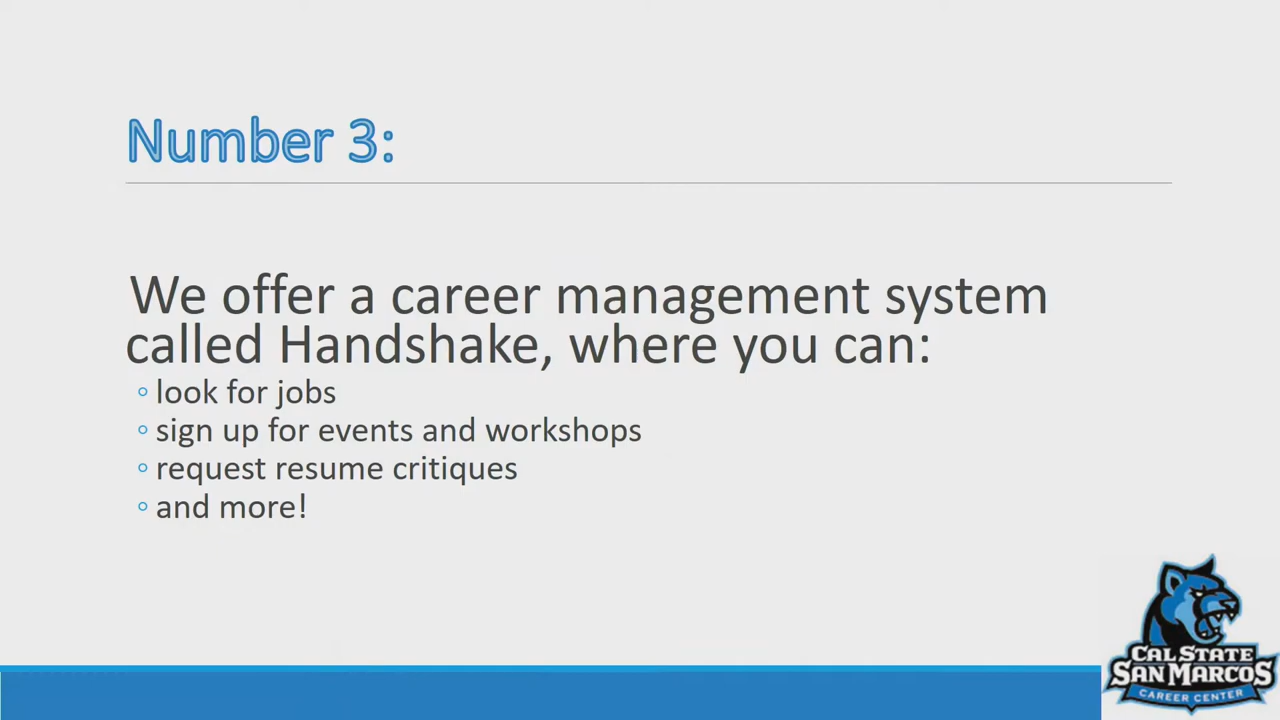 Number 3:
We offer a career management system
called Handshake, where you can:
◦ look for jobs
◦ sign up for events and workshops
◦ request resume critiques
◦ and more!
CAL STATE
SAN MARCOS
CAREER CENTER